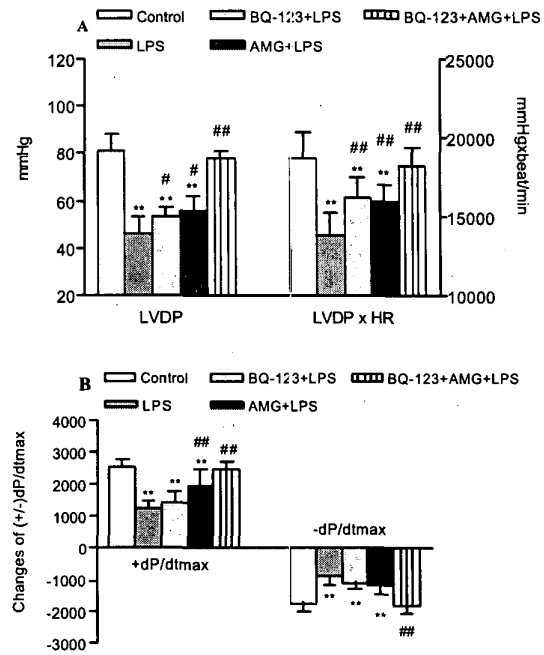 A
Control
BQ-123+LPS
BQ-123+AMG+LPS
LPS
AMG+LPS
mmHg
120
100
80
60
40
20
25000
20000
15000
10000
mmHgxbeat/min
** # ** # ** ##
** ## ** ## ** ##
LVDP
LVDP x HR
B
Control
BQ-123+LPS
BQ-123+AMG+LPS
LPS
AMG+LPS
Changes of (+/-)dP/dtmax
4000
3000
2000
1000
0
-1000
-2000
-3000
** ** ## ** ##
+dP/dtmax
-dP/dtmax
** ** ** ##